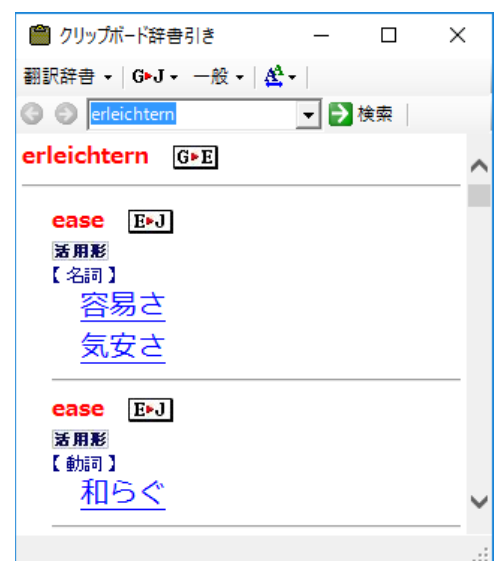 クリップボード辞書引き
翻訳辞書 G▸J 一般 A
erleichtern 検索
erleichtern G▸E
ease E▸J
活用形
【名詞】
容易さ
気安さ
ease E▸J
活用形
【動詞】
和らぐ